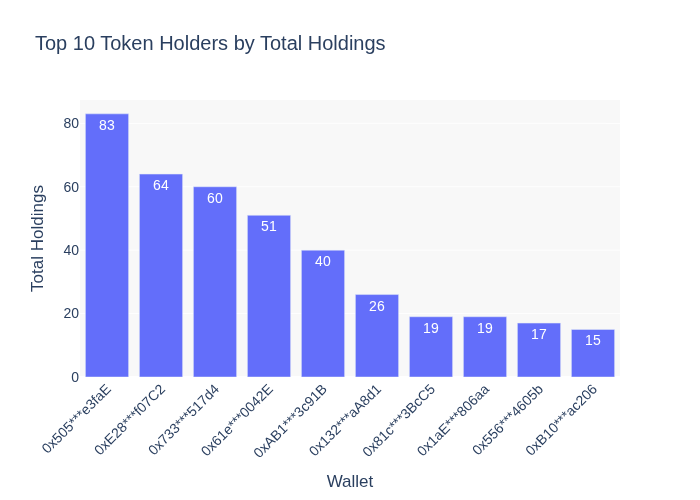 Top 10 Token Holders by Total Holdings
Total Holdings
80
60
40
20
0
83
64
60
51
40
26
19
19
17
15
0x505***e3faE
0xE28***f07C2
0x733***517d4
0x61e***0042E
0xAB1***3c91B
0x132***aA8d1
0x81c***3BcC5
0x1aE***806aa
0x556***4605b
0xB10***ac206
Wallet